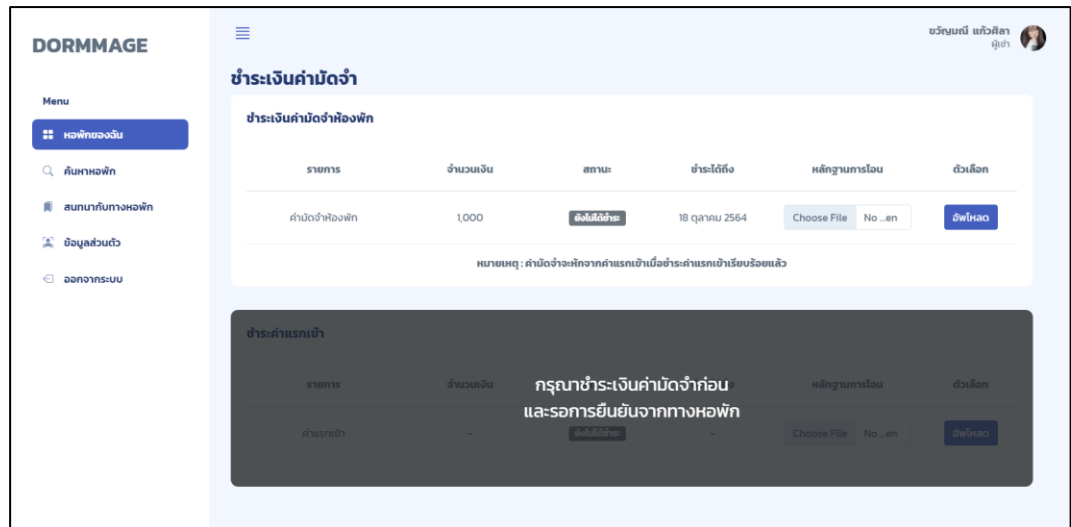 DORMMAGE
ขวัญมณี แก้วศิลา
ผู้เช่า
Menu
หอพักของฉัน
ค้นหาหอพัก
สนทนากับทางหอพัก
ข้อมูลส่วนตัว
ออกจากระบบ
ชำระเงินค่ามัดจำ
ชำระเงินค่ามัดจำห้องพัก
รายการ จำนวนเงิน สถานะ ชำระได้ถึง หลักฐานการโอน ตัวเลือก
ค่ามัดจำห้องพัก 1,000 ยังไม่ได้ชำระ 18 ตุลาคม 2564 Choose File No ...en อัพโหลด
หมายเหตุ : ค่ามัดจำจะหักจากค่าแรกเข้าเมื่อชำระค่าแรกเข้าเรียบร้อยแล้ว
ชำระค่าแรกเข้า
กรุณาชำระเงินค่ามัดจำก่อน
และรอการยืนยันจากทางหอพัก
รายการ จำนวนเงิน หลักฐานการโอน ตัวเลือก
ค่าแรกเข้า - ยังไม่ได้ชำระ - Choose File No ...en อัพโหลด